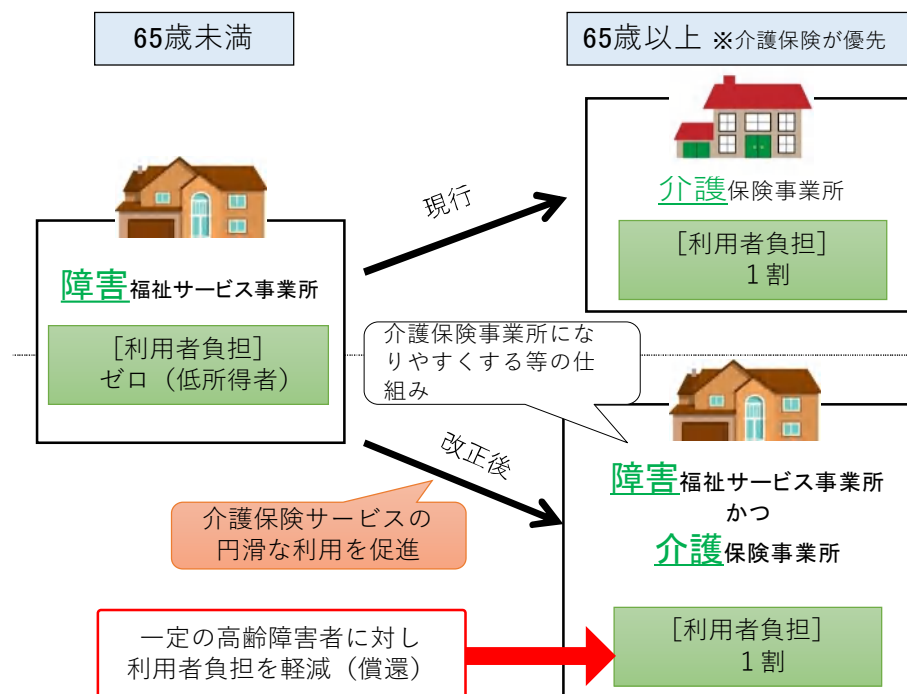 65歳未満
65歳以上 ※介護保険が優先
現行
介護保険事業所
[利用者負担]
１割
障害福祉サービス事業所
[利用者負担]
ゼロ（低所得者）
介護保険事業所にな
りやすくする等の仕
組み
改正後
介護保険サービスの
円滑な利用を促進
障害福祉サービス事業所
かつ
介護保険事業所
一定の高齢障害者に対し
利用者負担を軽減（償還）
[利用者負担]
１割